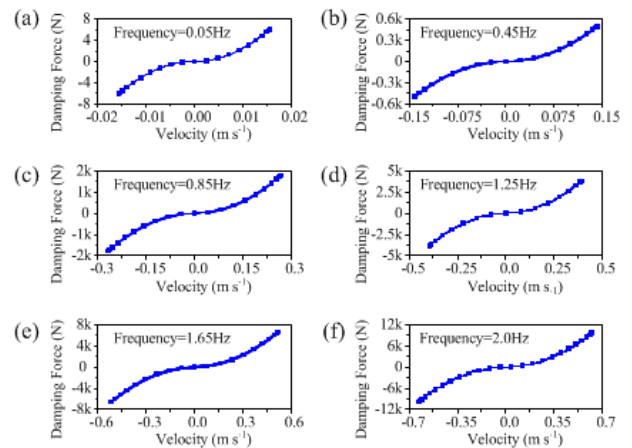 (a)
Damping Force (N)
8
4
0
-4
-8
Frequency=0.05Hz
-0.02 -0.01 0.00 0.01 0.02
Velocity (m s-1)
(b)
Damping Force (N)
0.6k
0.3k
0
-0.3k
-0.6k
Frequency=0.45Hz
-0.15 -0.075 0.0 0.075 0.15
Velocity (m s-1)
(c)
Damping Force (N)
2k
1k
0
-1k
-2k
Frequency=0.85Hz
-0.3 -0.15 0.0 0.15 0.3
Velocity (m s-1)
(d)
Damping Force (N)
5k
2.5k
0
-2.5k
-5k
Frequency=1.25Hz
-0.5 -0.25 0.0 0.25 0.5
Velocity (m s-1)
(e)
Damping Force (N)
8k
4k
0
-4k
-8k
Frequency=1.65Hz
-0.6 -0.3 0.0 0.3 0.6
Velocity (m s-1)
(f)
Damping Force (N)
12k
6k
0
-6k
-12k
Frequency=2.0Hz
-0.7 -0.35 0.0 0.35 0.7
Velocity (m s-1)